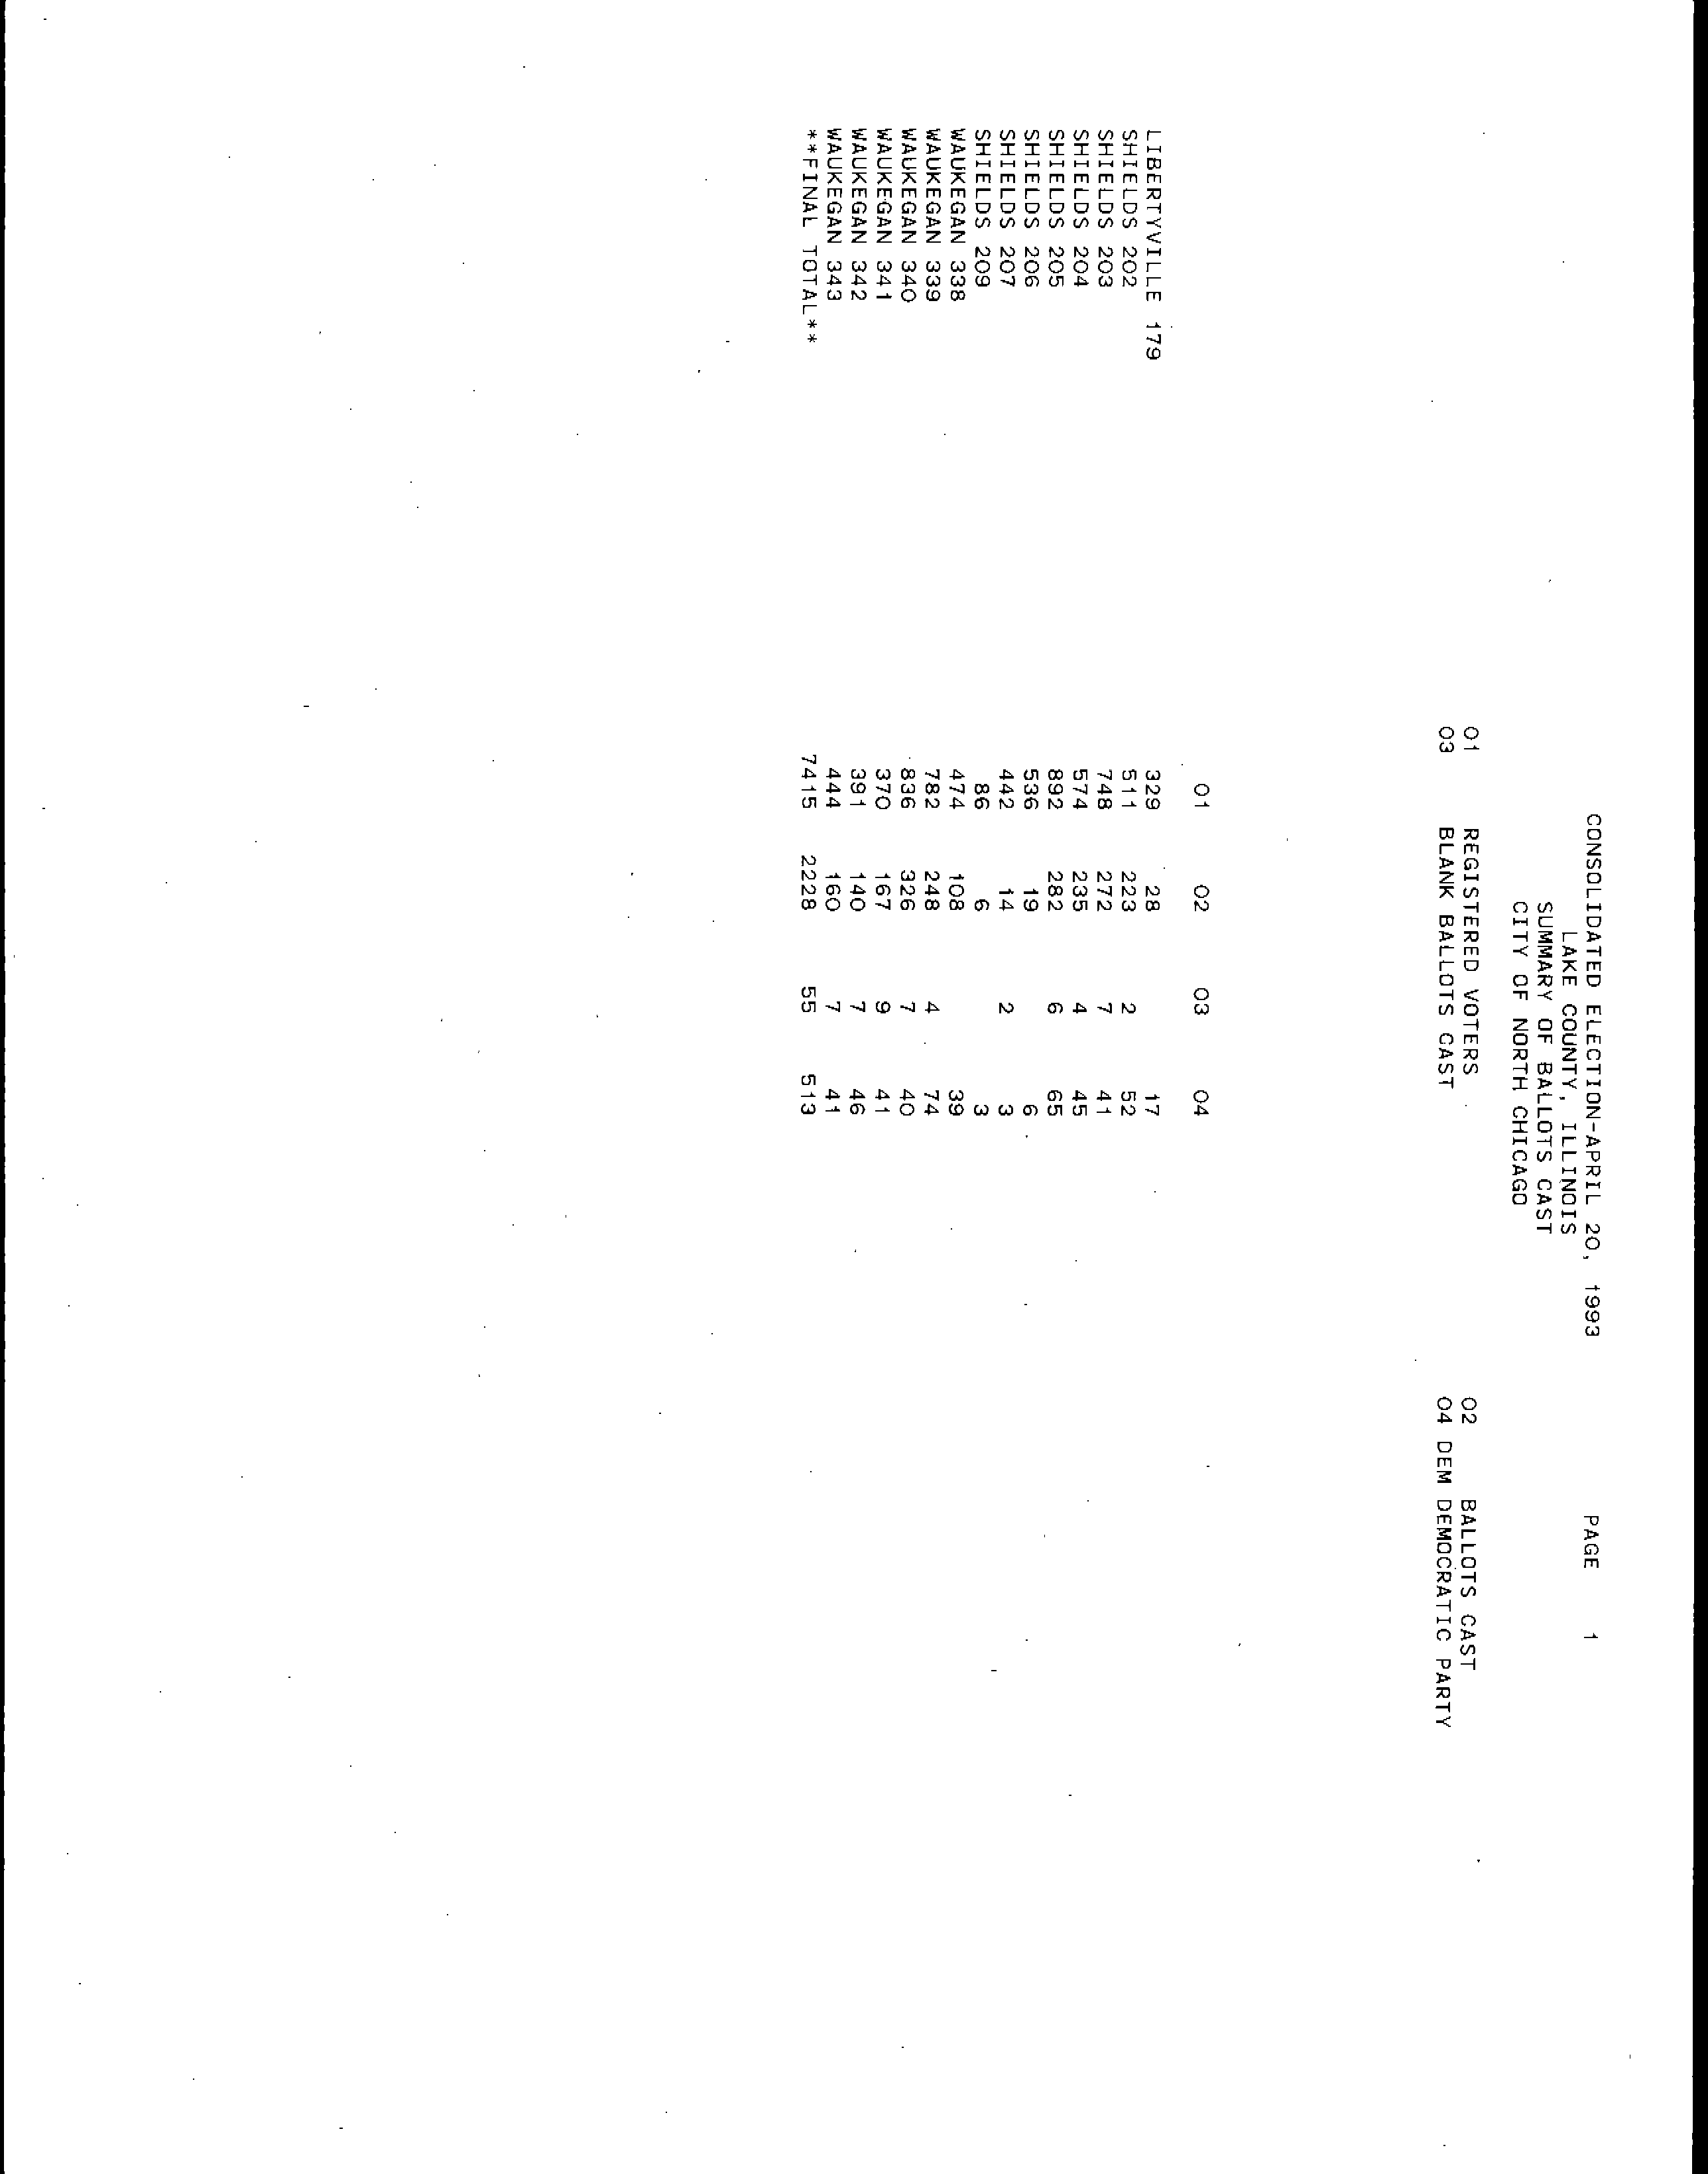 CONSOLIDATED ELECTION-APRIL 20, 1993 PAGE 1
LAKE COUNTY, ILLINOIS
SUMMARY OF BALLOTS CAST
CITY OF NORTH CHICAGO
01 REGISTERED VOTERS 02 BALLOTS CAST
03 BLANK BALLOTS CAST 04 DEM DEMOCRATIC PARTY
01 02 03 04
LIBERTYVILLE 179 329 28 17
SHIELDS 202 511 223 2 52
SHIELDS 203 748 272 7 41
SHIELDS 204 574 235 4 45
SHIELDS 205 892 282 6 65
SHIELDS 206 536 19 6
SHIELDS 207 442 14 2 3
SHIELDS 209 86 6 3
WAUKEGAN 338 474 108 39
WAUKEGAN 339 782 248 4 74
WAUKEGAN 340 836 326 7 40
WAUKEGAN 341 370 167 9 41
WAUKEGAN 342 391 140 7 46
WAUKEGAN 343 444 160 7 41
**FINAL TOTAL** 7415 2228 55 513